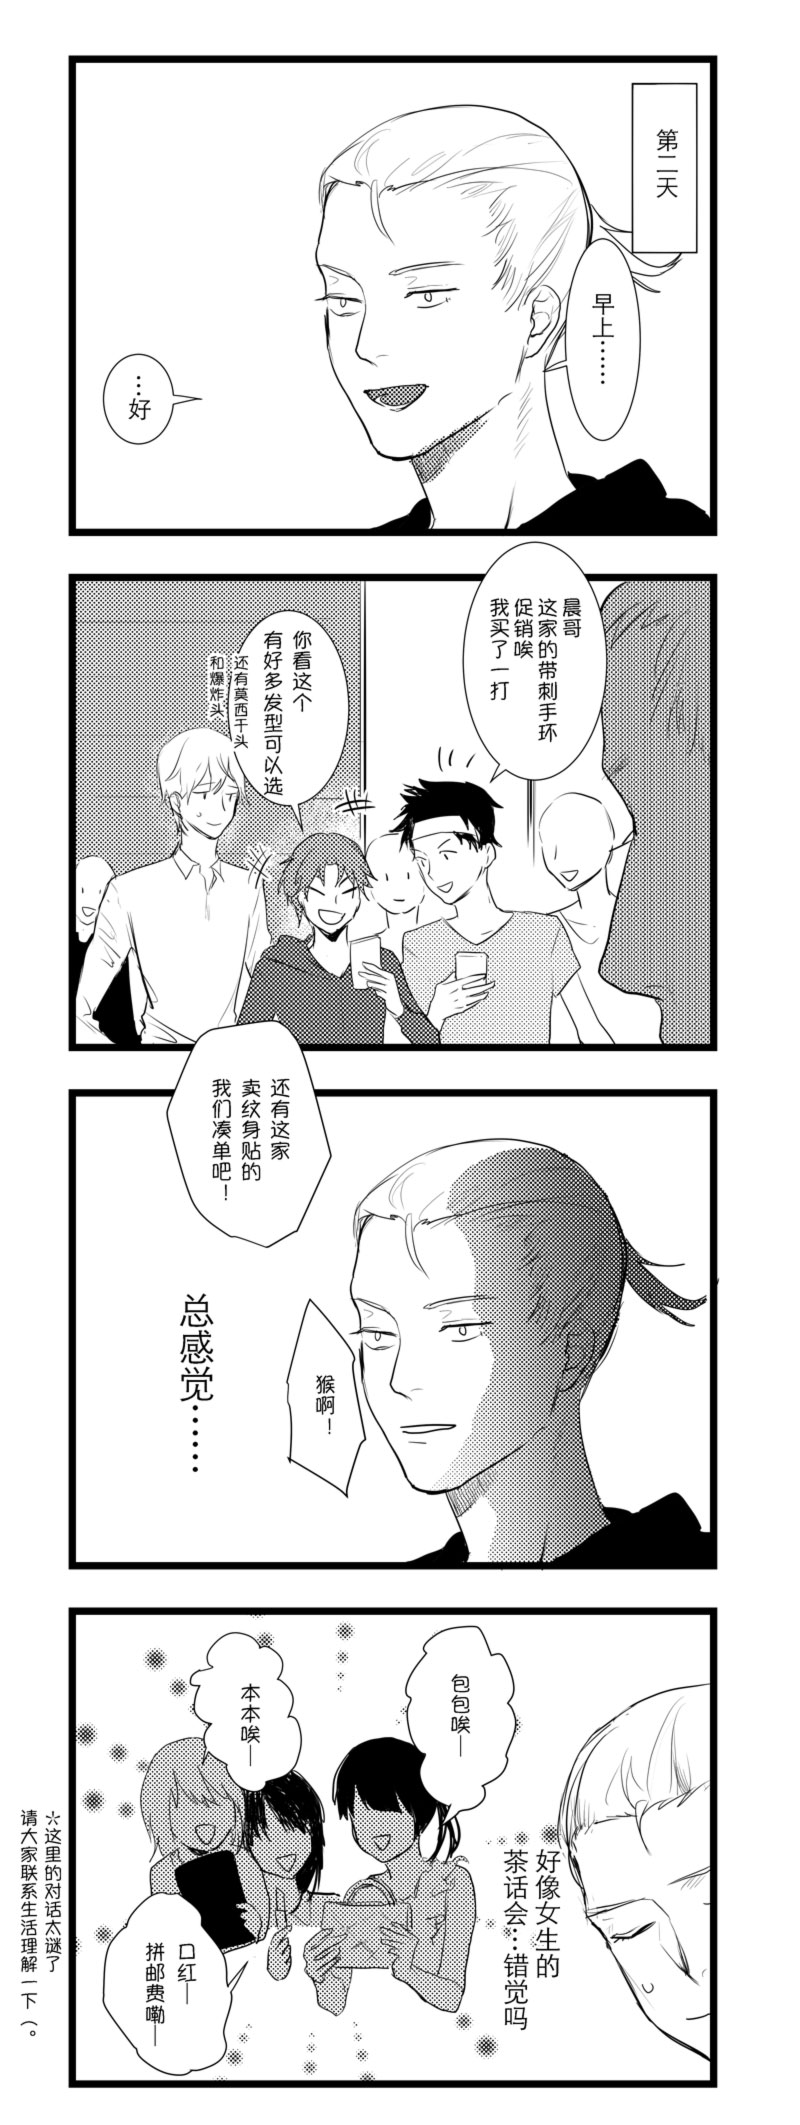 第二天
早上……
…好
晨哥
这家的带刺手环
促销唉
我买了一打
你看这个
有好多发型可以选
还有莫西干头
和爆炸头
还有这家
卖纹身贴的
我们凑单吧！
猴啊！
总感觉……
包包唉—
本本唉—
口红—
拼邮费嘞—
好像女生的
茶话会…错觉吗
＊这里的对话太谜了
请大家联系生活理解一下（。